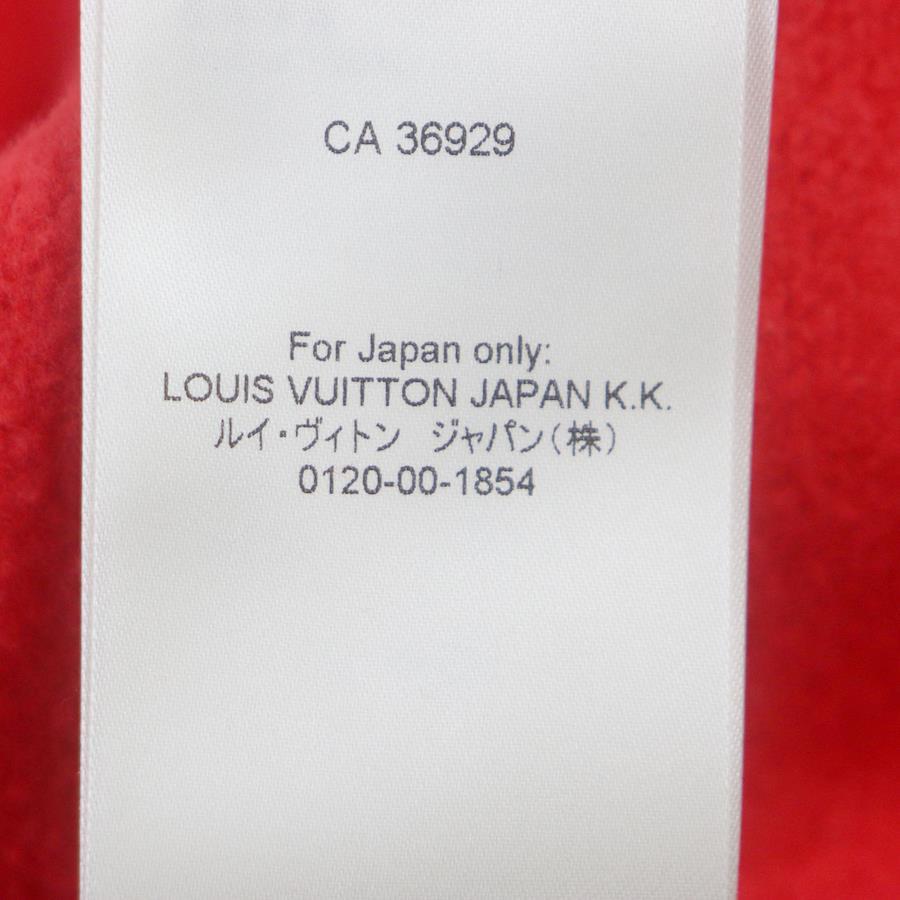 CA 36929
For Japan only:
LOUIS VUITTON JAPAN K.K.
ルイ・ヴィトン　ジャパン(株)
0120-00-1854